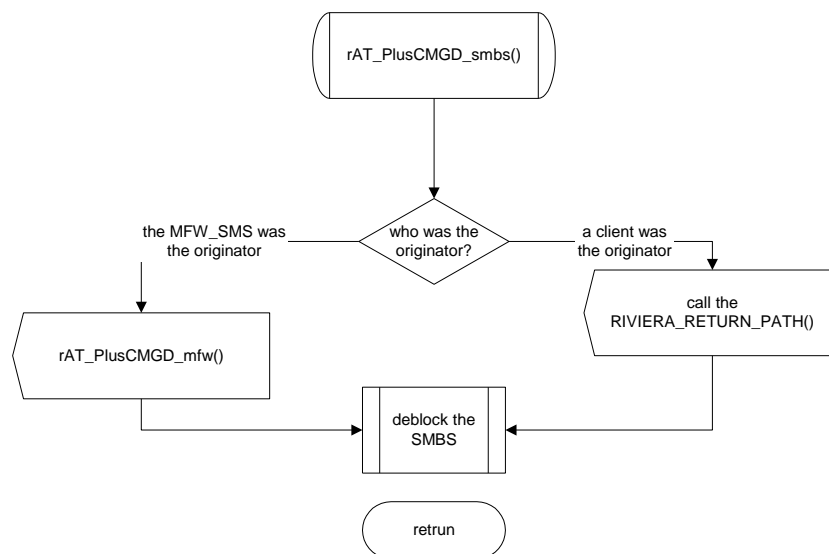 rAT_PlusCMGD_smbs()
the MFW_SMS was
the originator
who was the
originator?
a client was
the originator
rAT_PlusCMGD_mfw()
call the
RIVIERA_RETURN_PATH()
deblock the
SMBS
retrun